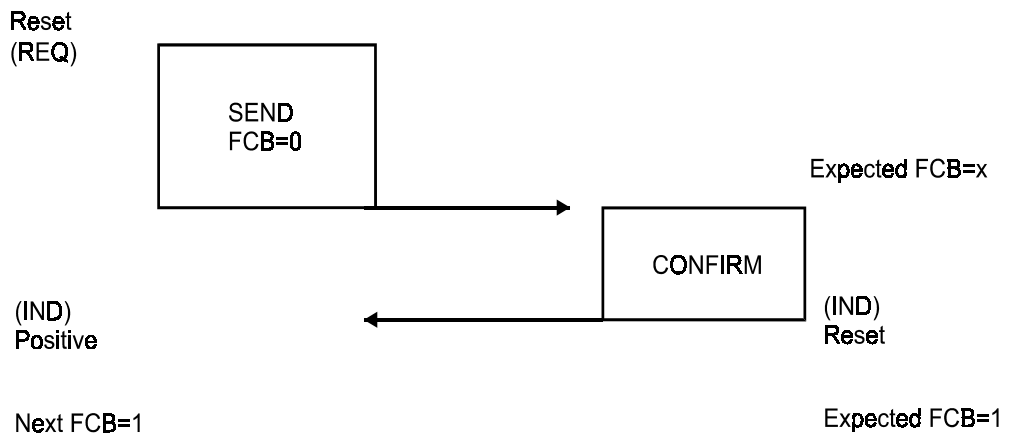 Reset
(REQ)
SEND
FCB=0
Expected FCB=x
CONFIRM
(IND)
Positive
(IND)
Reset
Next FCB=1
Expected FCB=1